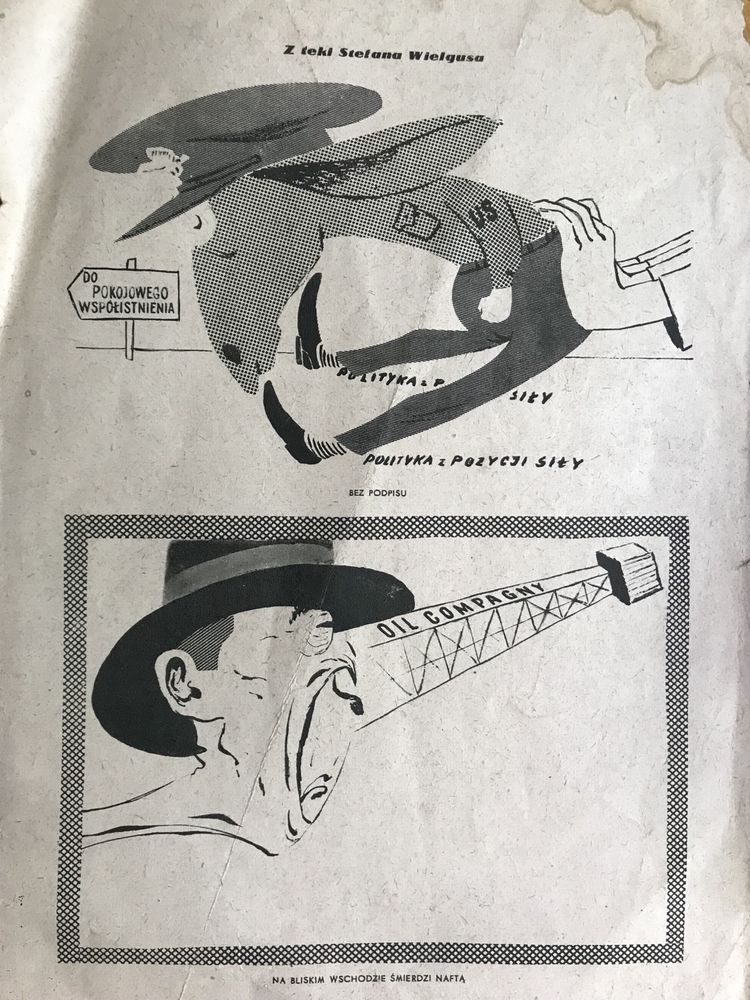 Z teki Stefana Wielgusa
US
DO
POKOJOWEGO
WSPÓŁISTNIENIA
POLITYKA z P
SIŁY
POLITYKA z POZYCJI SIŁY
BEZ PODPISU
OIL COMPAGNY
NA BLISKIM WSCHODZIE ŚMIERDZI NAFTĄ